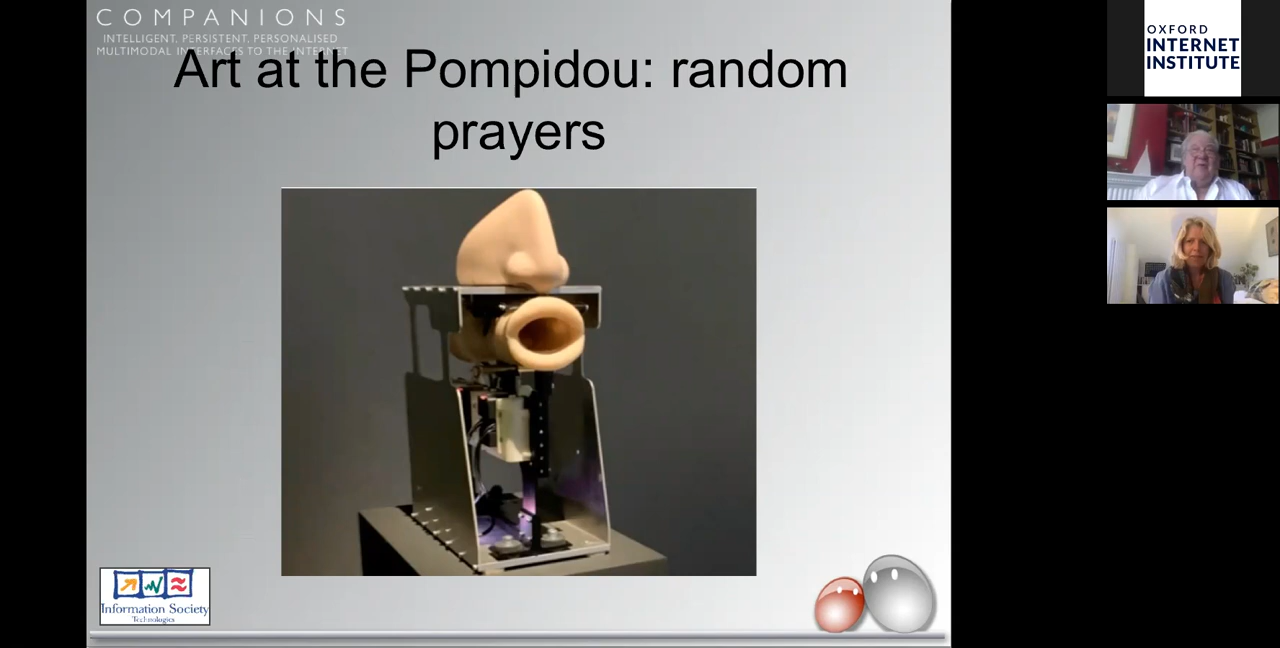 COMPANIONS
INTELLIGENT, PERSISTENT, PERSONALISED
MULTIMODAL INTERFACES TO THE INTERNET
Art at the Pompidou: random
prayers
Information Society
Technologies
OXFORD
INTERNET
INSTITUTE